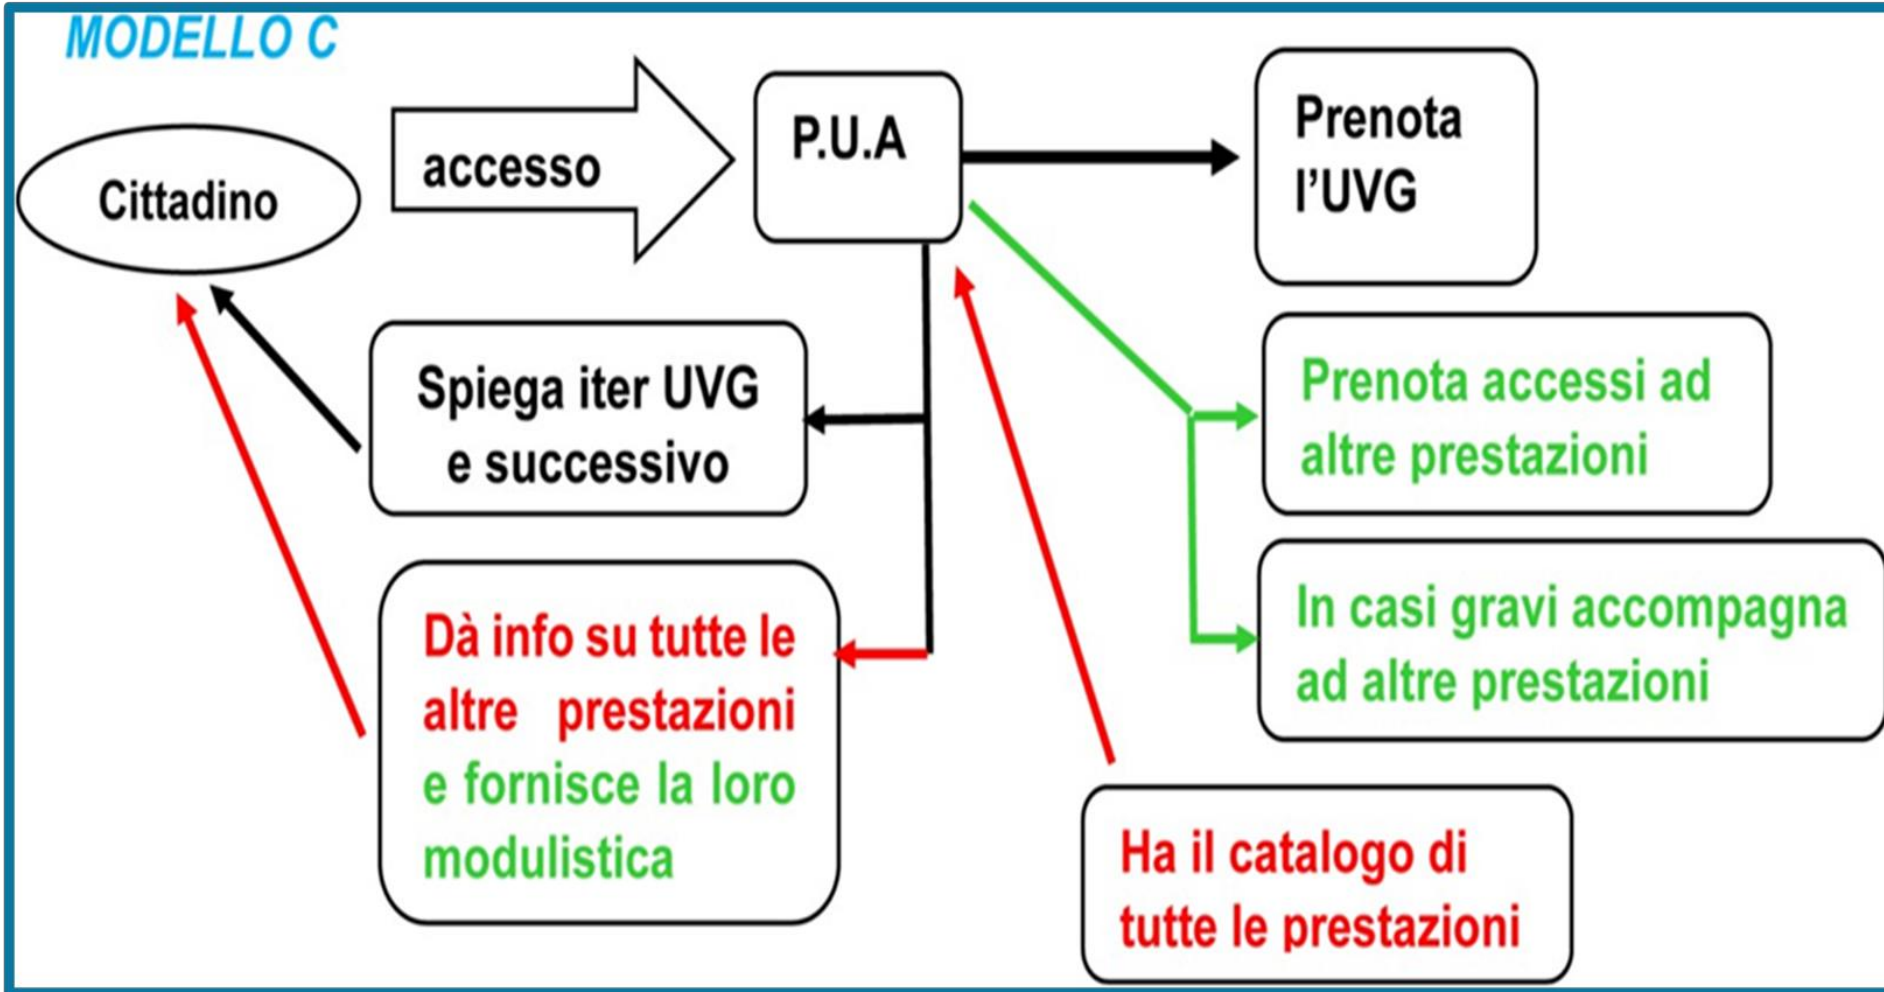 MODELLO C
Cittadino
accesso
P.U.A
Prenota
l'UVG
Spiega iter UVG
e successivo
Prenota accessi ad
altre prestazioni
Dà info su tutte le
altre prestazioni
e fornisce la loro
modulistica
In casi gravi accompagna
ad altre prestazioni
Ha il catalogo di
tutte le prestazioni